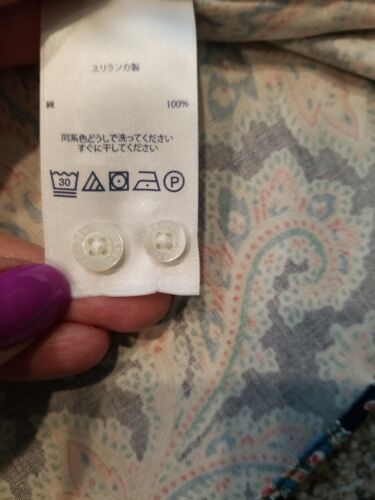 スリランカ製
綿 100%
同系色どうしで洗ってください
すぐに干してください
30 P